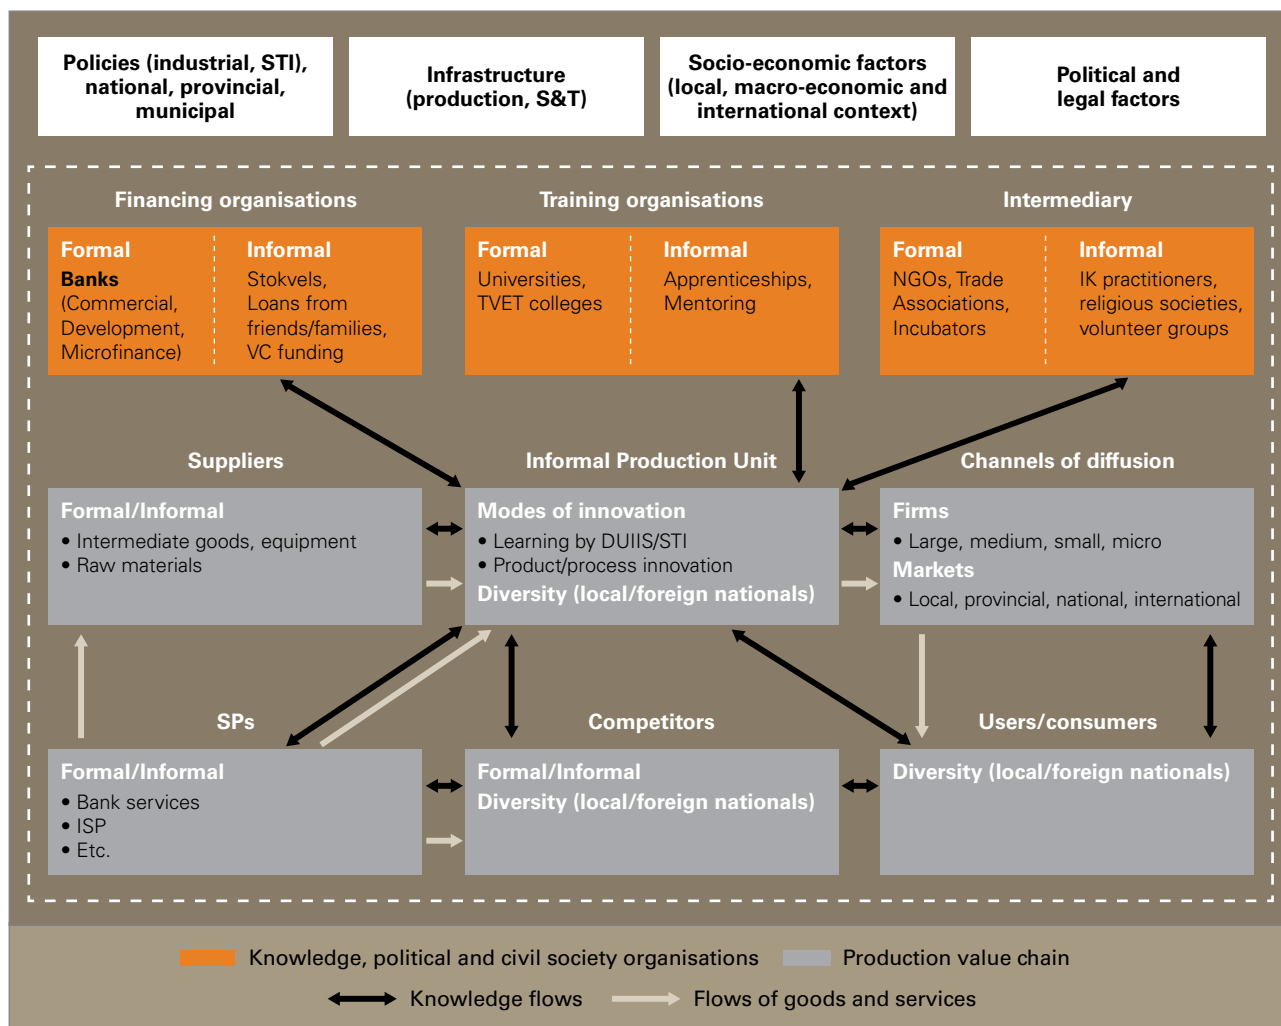 Policies (industrial, STI),
national, provincial,
municipal
Infrastructure
(production, S&T)
Socio-economic factors
(local, macro-economic and
international context)
Political and
legal factors
Financing organisations
Formal
Banks
(Commercial,
Development,
Microfinance)
Informal
Stokvels,
Loans from
friends/families,
VC funding
Training organisations
Formal
Universities,
TVET colleges
Informal
Apprenticeships,
Mentoring
Intermediary
Formal
NGOs, Trade
Associations,
Incubators
Informal
IK practitioners,
religious societies,
volunteer groups
Suppliers
Formal/Informal
• Intermediate goods, equipment
• Raw materials
Informal Production Unit
Modes of innovation
• Learning by DUIIS/STI
• Product/process innovation
Diversity (local/foreign nationals)
Channels of diffusion
Firms
• Large, medium, small, micro
Markets
• Local, provincial, national, international
SPs
Formal/Informal
• Bank services
• ISP
• Etc.
Competitors
Formal/Informal
Diversity (local/foreign nationals)
Users/consumers
Diversity (local/foreign nationals)
Knowledge, political and civil society organisations
Production value chain
Knowledge flows
Flows of goods and services